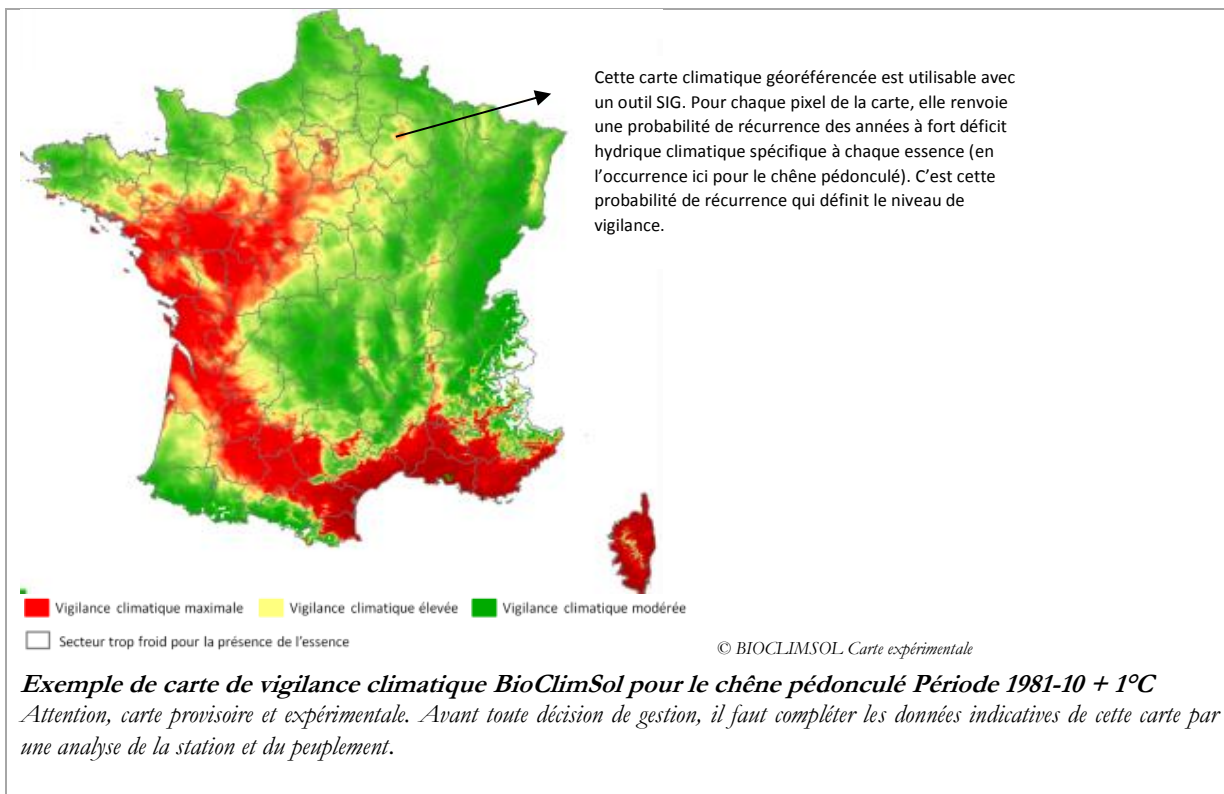 Cette carte climatique géoréférencée est utilisable avec
un outil SIG. Pour chaque pixel de la carte, elle renvoie
une probabilité de récurrence des années à fort déficit
hydrique climatique spécifique à chaque essence (en
l’occurrence ici pour le chêne pédonculé). C’est cette
probabilité de récurrence qui définit le niveau de
vigilance.
Vigilance climatique maximale Vigilance climatique élevée Vigilance climatique modérée
Secteur trop froid pour la présence de l'essence
© BIOCLIMSOL Carte expérimentale
Exemple de carte de vigilance climatique BioClimSol pour le chêne pédonculé Période 1981-10 + 1°C
Attention, carte provisoire et expérimentale. Avant toute décision de gestion, il faut compléter les données indicatives de cette carte par
une analyse de la station et du peuplement.